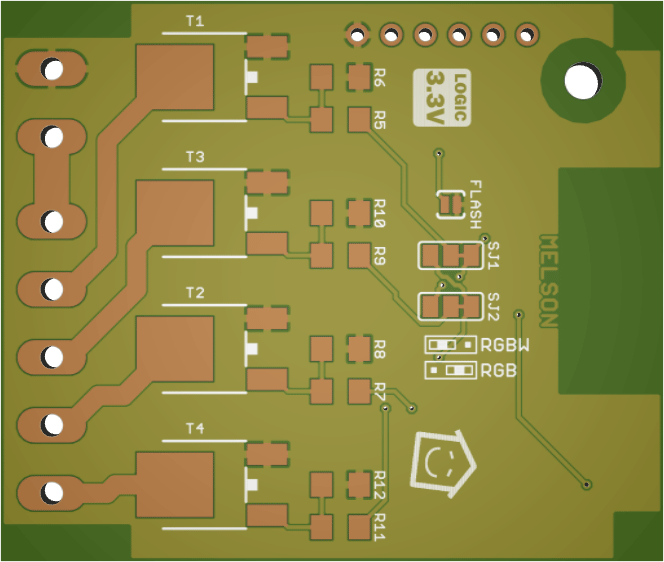 T1
R6
LOGIC
3.3V
R5
T3
FLASH
R10
R9
SJ1
MELSON
T2
SJ2
RGBW
R8
RGB
R7
T4
R12
R11